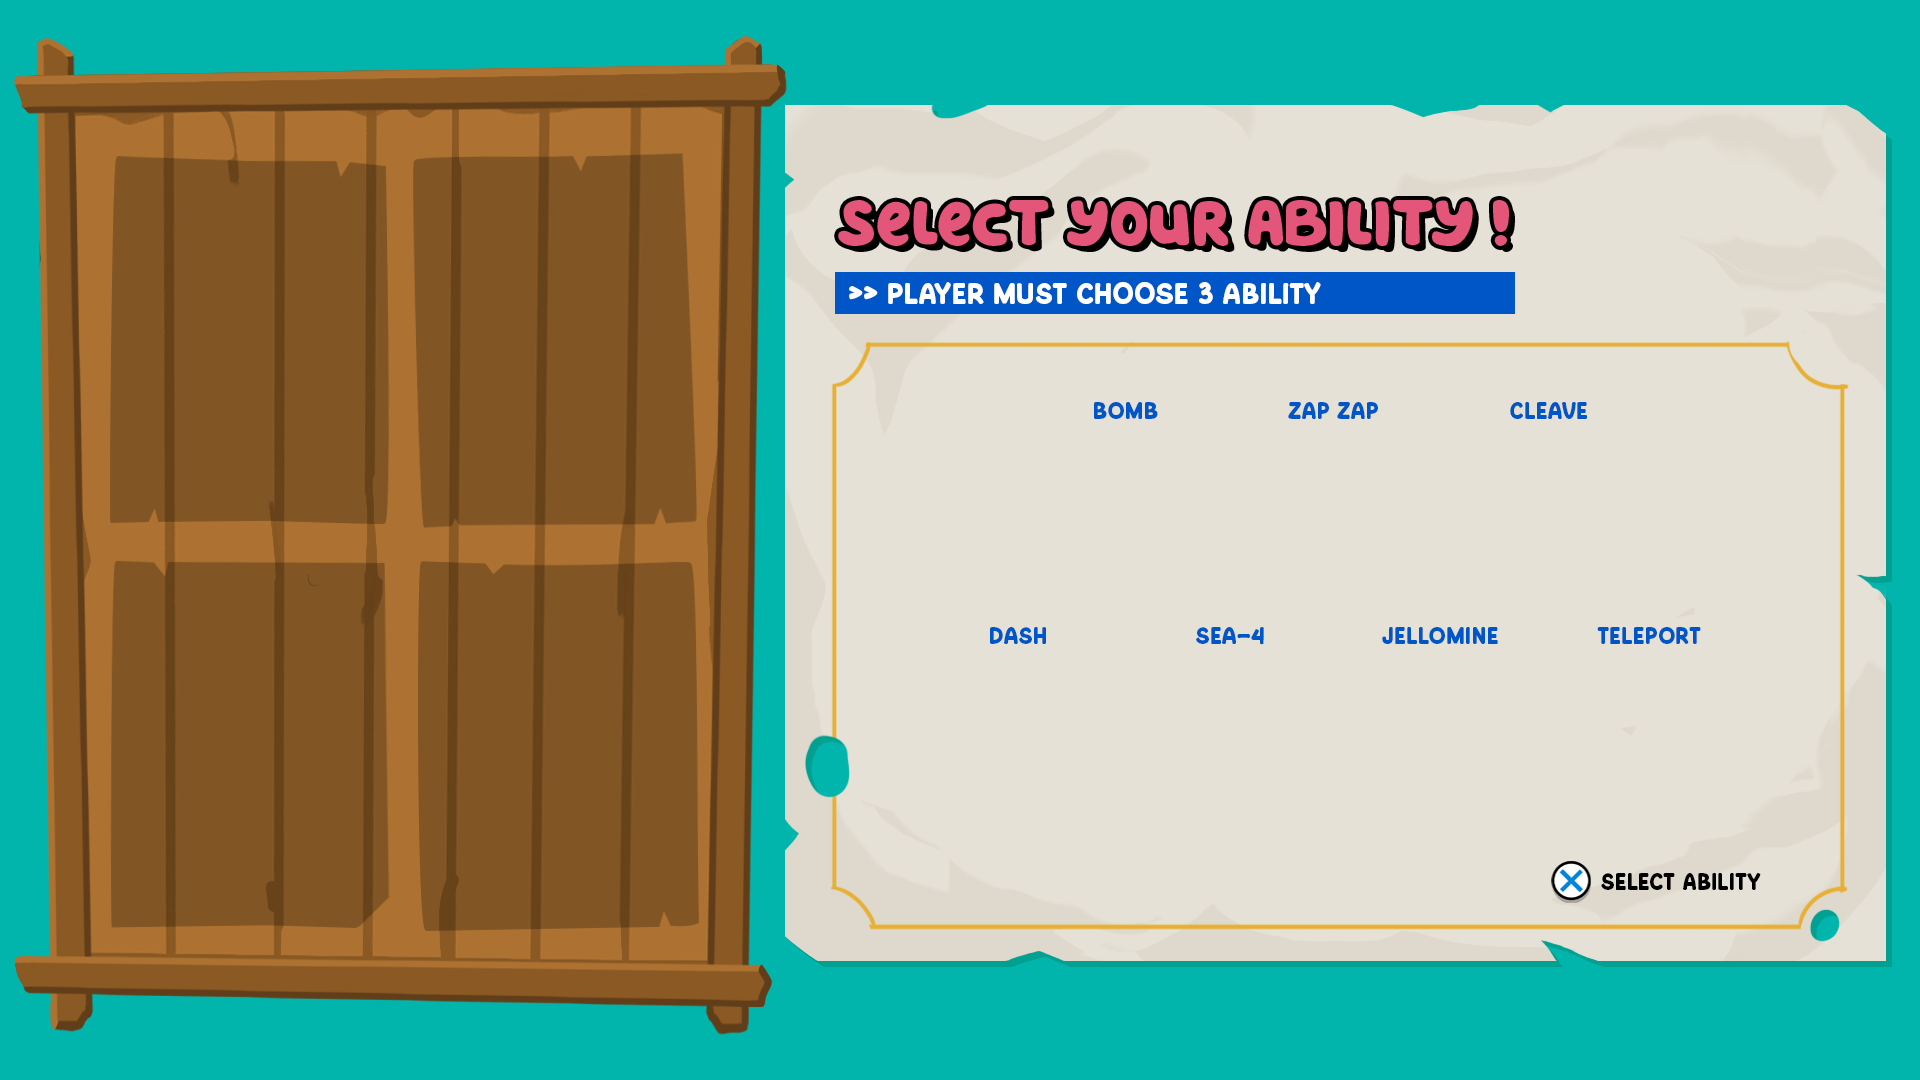 SeLeCT YOUR ABILITY !
>> PLAYER MUST CHOOSE 3 ABILITY
BOMB ZAP ZAP CLEAVE
DASH SEA-4 JELLOMINE TELEPORT
SELECT ABILITY